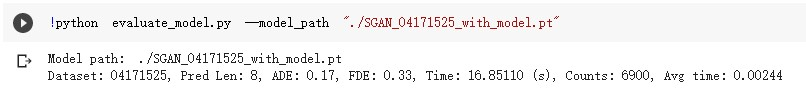 !python evaluate_model.py --model_path "./SGAN_04171525_with_model.pt"
Model path: ./SGAN_04171525_with_model.pt
Dataset: 04171525, Pred Len: 8, ADE: 0.17, FDE: 0.33, Time: 16.85110 (s), Counts: 6900, Avg time: 0.00244